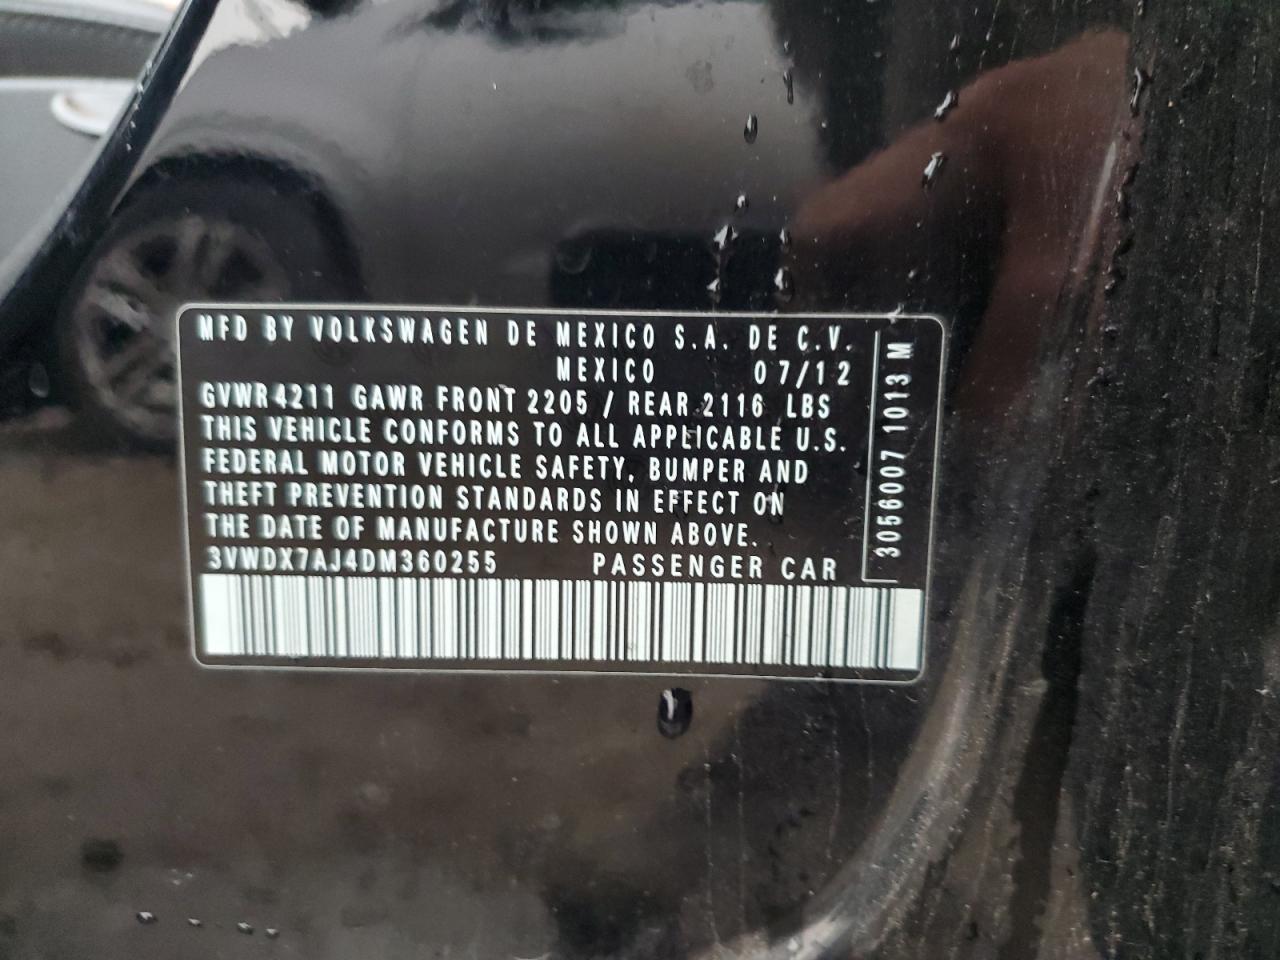 MFD BY VOLKSWAGEN DE MEXICO S.A. DE C.V.
MEXICO 07/12
GVWR 4211 GAWR FRONT 2205 / REAR 2116 LBS
THIS VEHICLE CONFORMS TO ALL APPLICABLE U.S.
FEDERAL MOTOR VEHICLE SAFETY, BUMPER AND
THEFT PREVENTION STANDARDS IN EFFECT ON
THE DATE OF MANUFACTURE SHOWN ABOVE.
3VWDX7AJ4DM360255 PASSENGER CAR
3056007 1013 M